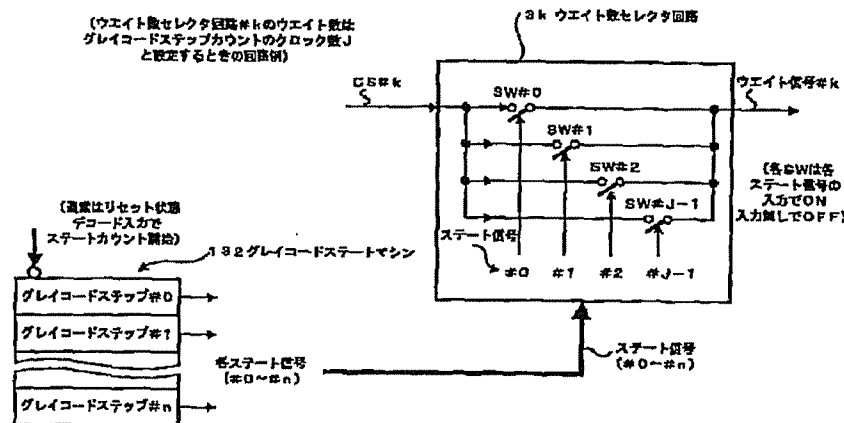 (ウエイト数セレクタ回路#kのウエイト数は
グレイコードステップカウントのクロック数J
と設定するときの回路例)
3k ウエイト数セレクタ回路
CS#k
SW#0
ウエイト信号#k
SW#1
SW#2
SW#J-1
(各SWは各
ステート信号の
入力でON
入力無しでOFF)
ステート信号
#0 #1 #2 #J-1
(通常はリセット状態
デコード入力で
ステートカウント開始)
132グレイコードステートマシン
グレイコードステップ#0
グレイコードステップ#1
グレイコードステップ#n
各ステート信号
(#0~#n)
ステート信号
(#0~#n)